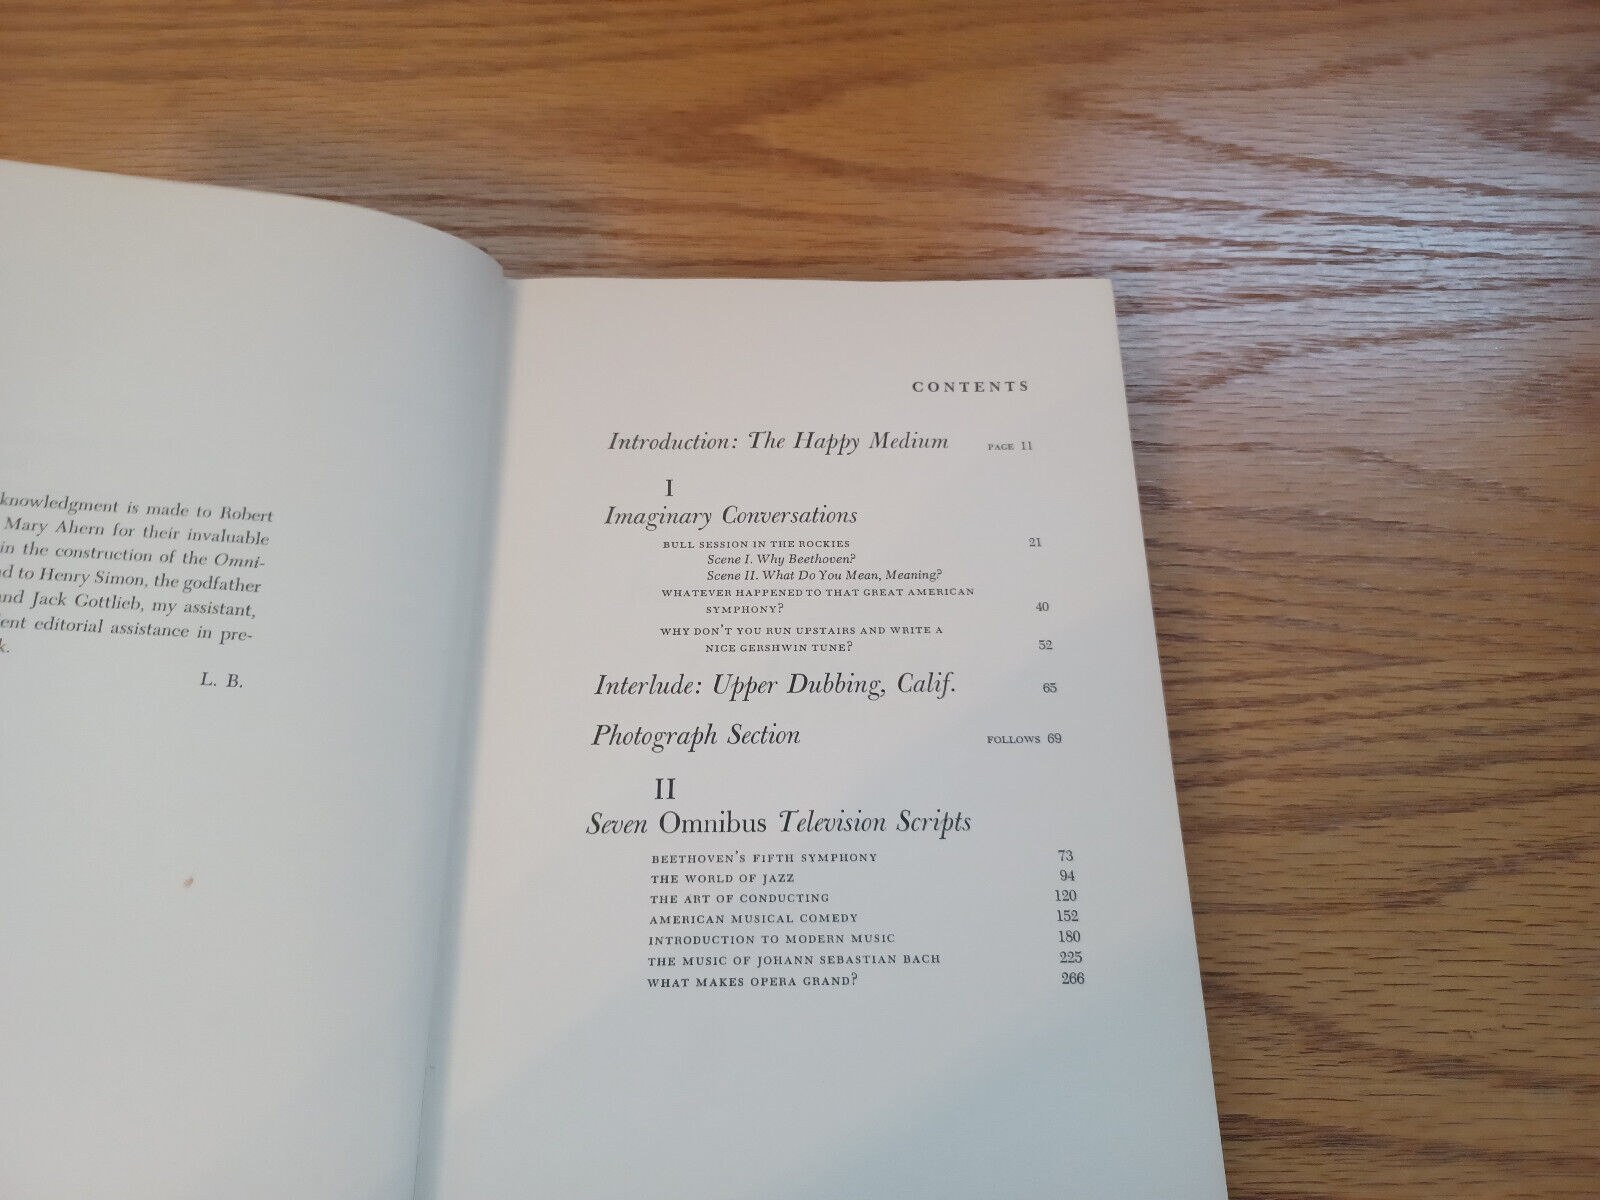 knowledgment is made to Robert
Mary Ahern for their invaluable
in the construction of the Omni-
d to Henry Simon, the godfather
and Jack Gottlieb, my assistant,
ent editorial assistance in pre-
k.
L. B.
CONTENTS
Introduction: The Happy Medium PAGE 11
I
Imaginary Conversations
BULL SESSION IN THE ROCKIES 21
Scene I. Why Beethoven?
Scene II. What Do You Mean, Meaning?
WHATEVER HAPPENED TO THAT GREAT AMERICAN
SYMPHONY? 40
WHY DON'T YOU RUN UPSTAIRS AND WRITE A
NICE GERSHWIN TUNE? 52
Interlude: Upper Dubbing, Calif. 65
Photograph Section FOLLOWS 69
II
Seven Omnibus Television Scripts
BEETHOVEN'S FIFTH SYMPHONY 73
THE WORLD OF JAZZ 94
THE ART OF CONDUCTING 120
AMERICAN MUSICAL COMEDY 152
INTRODUCTION TO MODERN MUSIC 180
THE MUSIC OF JOHANN SEBASTIAN BACH 225
WHAT MAKES OPERA GRAND? 266